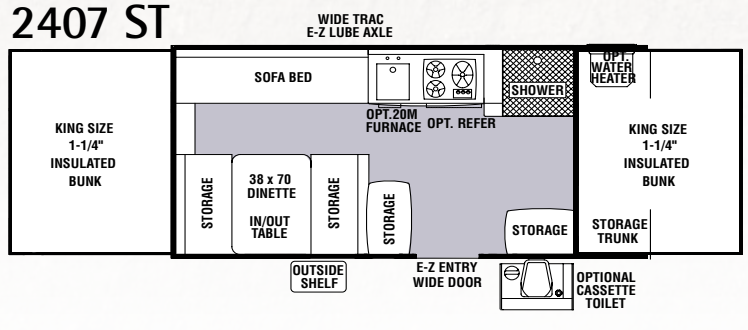 2407 ST
WIDE TRAC
E-Z LUBE AXLE
SOFA BED
SHOWER
OPT.
WATER
HEATER
OPT.20M
FURNACE
OPT. REFER
KING SIZE
1-1/4"
INSULATED
BUNK
KING SIZE
1-1/4"
INSULATED
BUNK
STORAGE
38 x 70
DINETTE
IN/OUT
TABLE
STORAGE
STORAGE
STORAGE
STORAGE
TRUNK
OUTSIDE
SHELF
E-Z ENTRY
WIDE DOOR
OPTIONAL
CASSETTE
TOILET